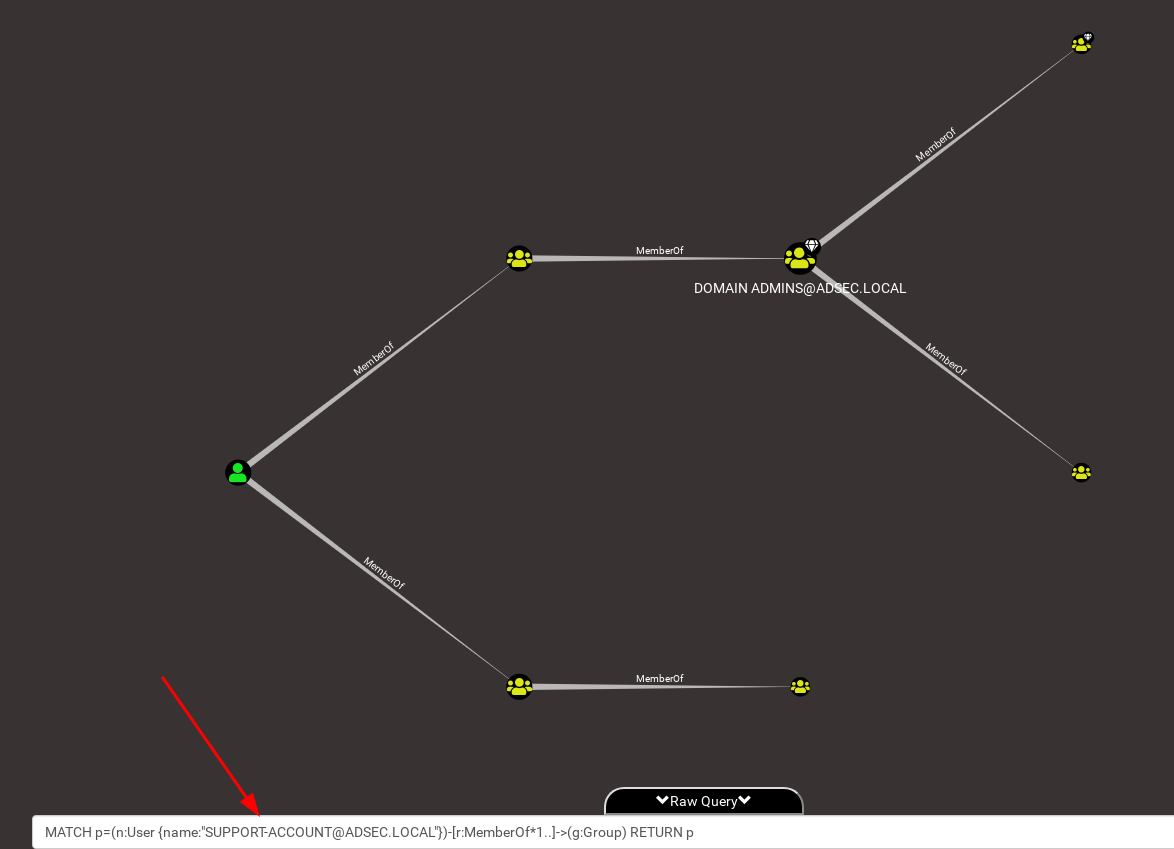 MemberOf
MemberOf
DOMAIN ADMINS@ADSEC.LOCAL
MemberOf
MemberOf
MemberOf
MemberOf
Raw Query
MATCH p=(n:User {name:"SUPPORT-ACCOUNT@ADSEC.LOCAL"})-[r:MemberOf*1..]->(g:Group) RETURN p